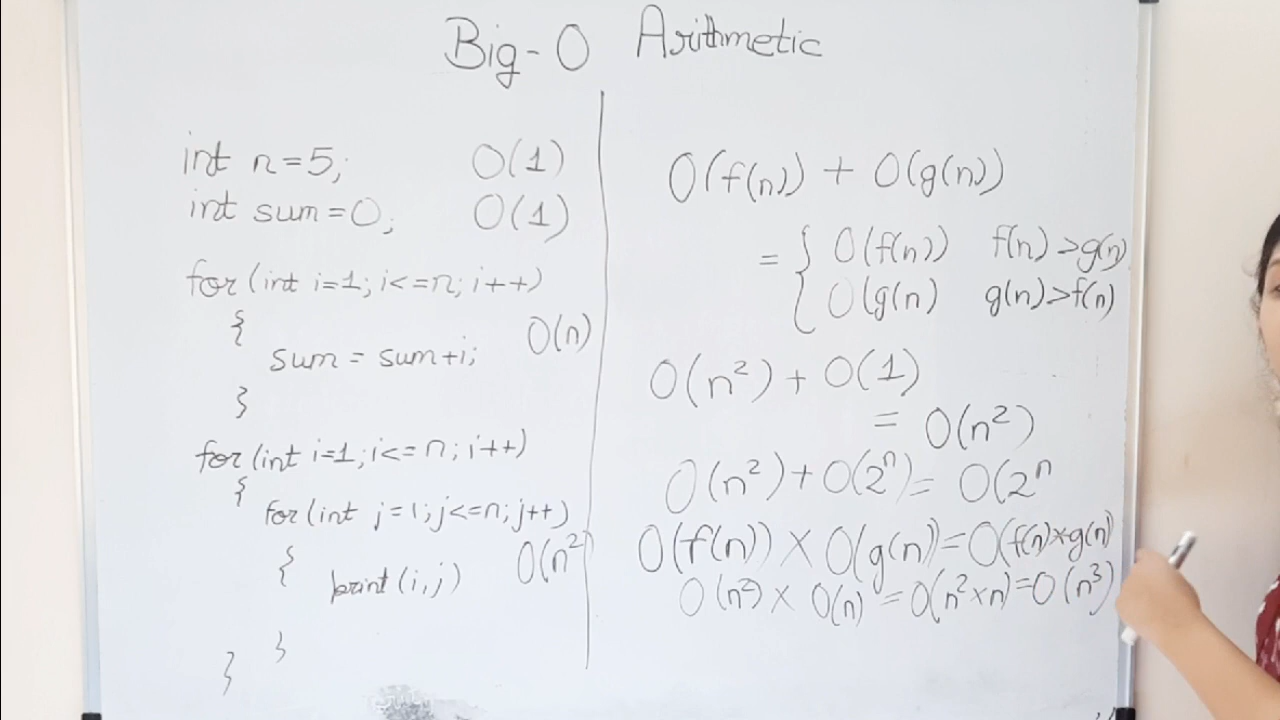 Big-O Arithmetic
int n=5; O(1)
int sum=0; O(1)
for(int i=1; i<=n; i++)
{
sum = sum+i; O(n)
}
for(int i=1; i<=n; i++)
{
for(int j=1; j<=n; j++)
{
print(i,j) O(n²)
}
}
O(f(n)) + O(g(n))
= { O(f(n)) f(n)>g(n)
O(g(n) g(n)>f(n)
O(n²)+O(1)
= O(n²)
O(n²)+O(2ⁿ)= O(2ⁿ
O(f(n))×O(g(n)=O(f(n)×g(n)
O(n²)×O(n)=O(n²×n)=O(n³)